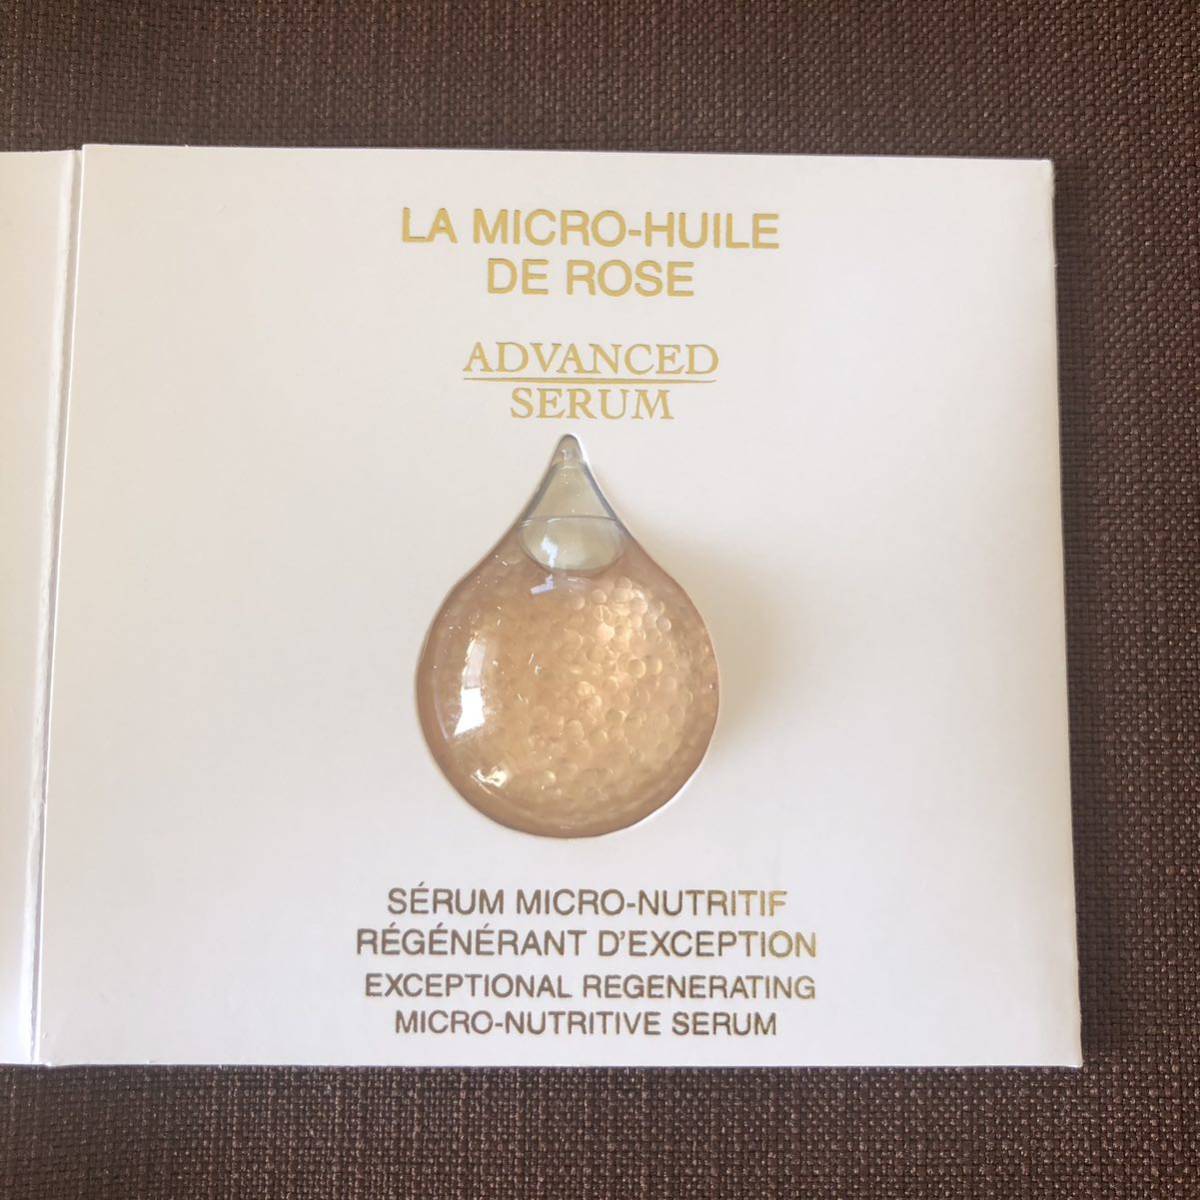 LA MICRO-HUILE
DE ROSE
ADVANCED
SERUM
SÉRUM MICRO-NUTRITIF
RÉGÉNÉRANT D'EXCEPTION
EXCEPTIONAL REGENERATING
MICRO-NUTRITIVE SERUM